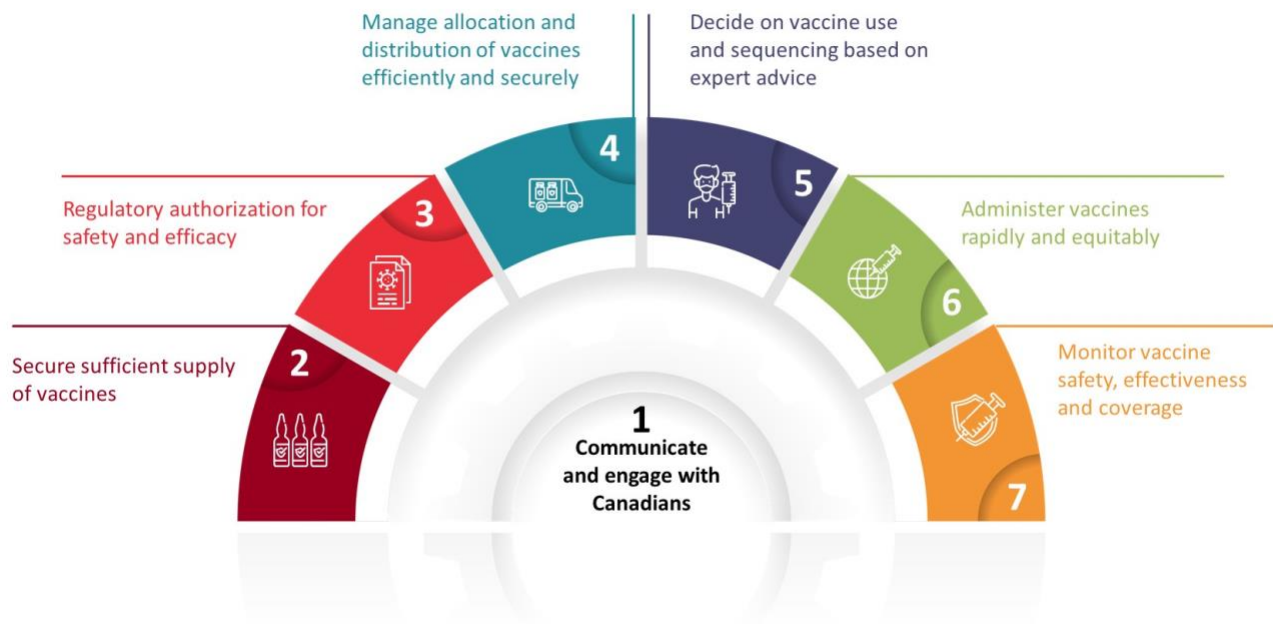 1
Communicate
and engage with
Canadians
2
Secure sufficient supply
of vaccines
3
Regulatory authorization for
safety and efficacy
4
Manage allocation and
distribution of vaccines
efficiently and securely
5
Decide on vaccine use
and sequencing based on
expert advice
6
Administer vaccines
rapidly and equitably
7
Monitor vaccine
safety, effectiveness
and coverage